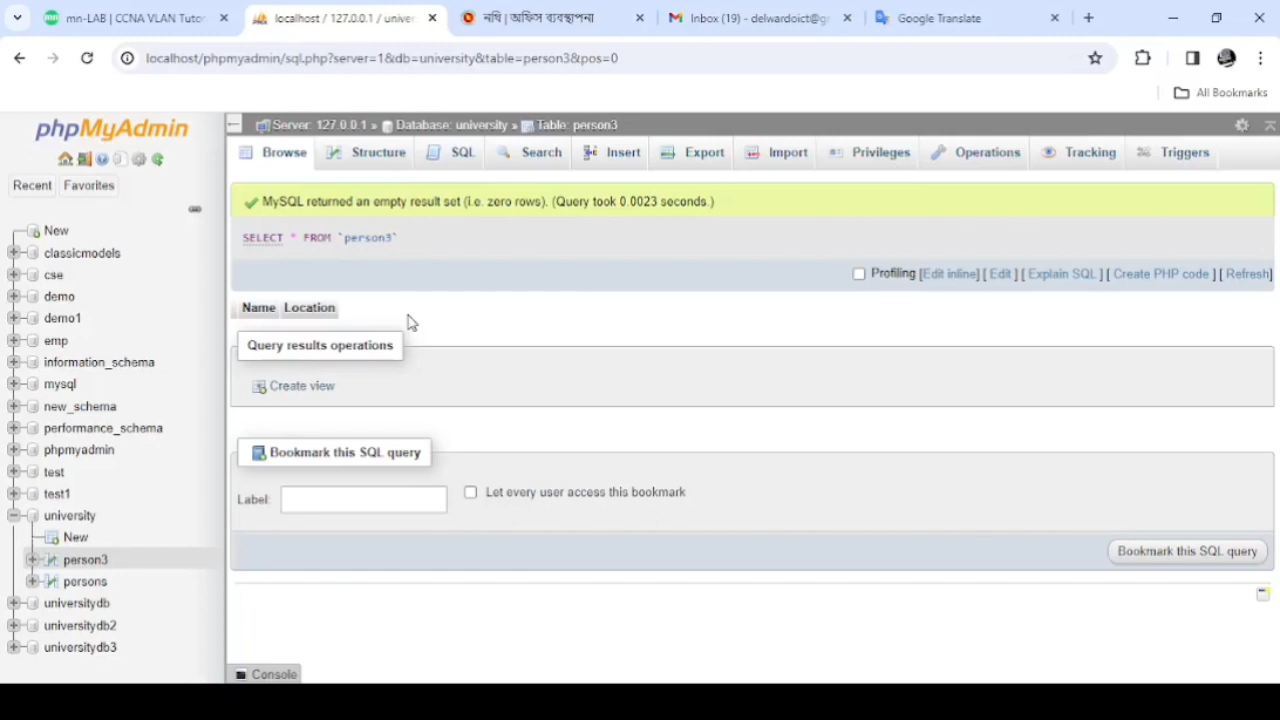 mn-LAB | CCNA VLAN Tutor
localhost / 127.0.0.1 / univer
নথি | অফিস ব্যবস্থাপনা
Inbox (19) - delwardoict@g
Google Translate
localhost/phpmyadmin/sql.php?server=1&db=university&table=person3&pos=0
All Bookmarks
phpMyAdmin
Recent Favorites
New
classicmodels
cse
demo
demo1
emp
information_schema
mysql
new_schema
performance_schema
phpmyadmin
test
test1
university
New
person3
persons
universitydb
universitydb2
universitydb3
Server: 127.0.0.1 » Database: university » Table: person3
Browse Structure SQL Search Insert Export Import Privileges Operations Tracking Triggers
MySQL returned an empty result set (i.e. zero rows). (Query took 0.0023 seconds.)
SELECT * FROM `person3`
Profiling [Edit inline] [ Edit ] [ Explain SQL ] [ Create PHP code ] [ Refresh]
Name Location
Query results operations
Create view
Bookmark this SQL query
Label: Let every user access this bookmark
Bookmark this SQL query
Console